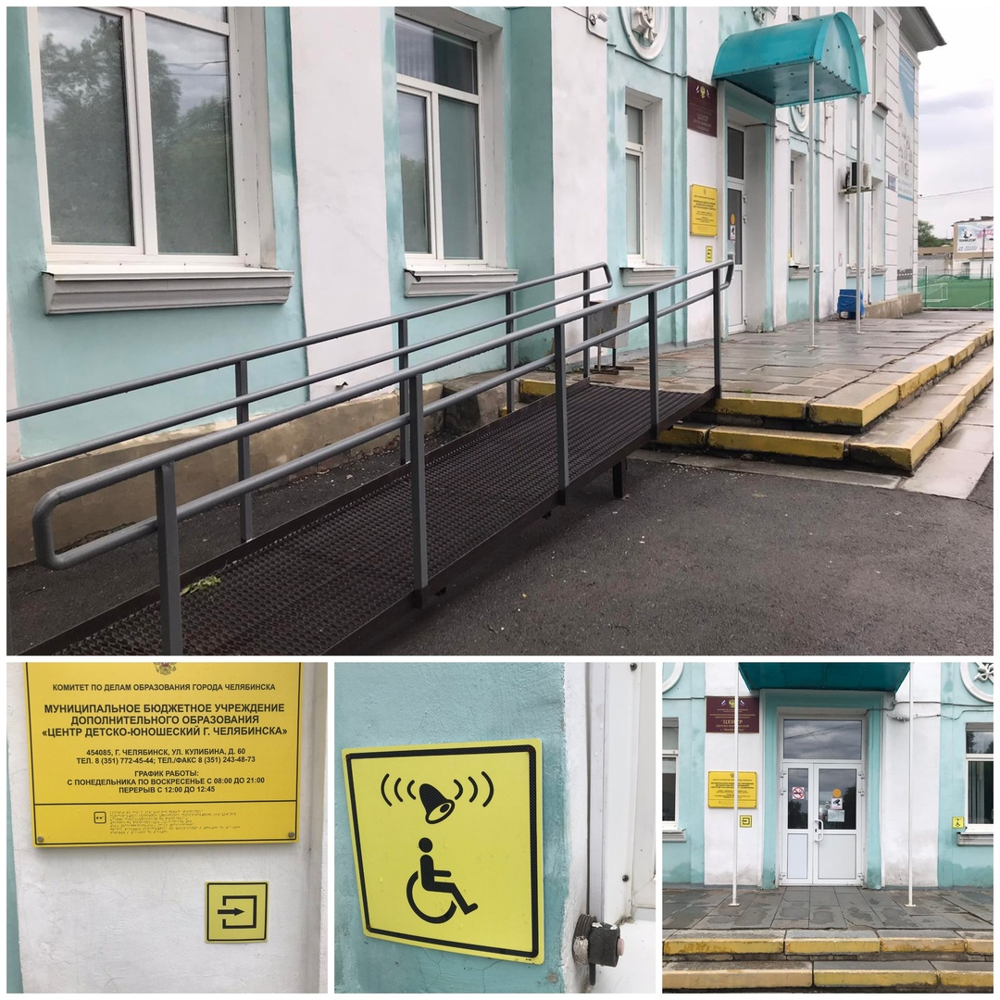 ЦЕНТР
КОМИТЕТ ПО ДЕЛАМ ОБРАЗОВАНИЯ ГОРОДА ЧЕЛЯБИНСКА
МУНИЦИПАЛЬНОЕ БЮДЖЕТНОЕ УЧРЕЖДЕНИЕ
ДОПОЛНИТЕЛЬНОГО ОБРАЗОВАНИЯ
«ЦЕНТР ДЕТСКО-ЮНОШЕСКИЙ Г. ЧЕЛЯБИНСКА»
454085, Г. ЧЕЛЯБИНСК, УЛ. КУЛИБИНА, Д. 60
ТЕЛ. 8 (351) 772-45-44; ТЕЛ./ФАКС 8 (351) 243-48-73
ГРАФИК РАБОТЫ:
С ПОНЕДЕЛЬНИКА ПО ВОСКРЕСЕНЬЕ С 08:00 ДО 21:00
ПЕРЕРЫВ С 12:00 ДО 12:45
ЦЕНТР